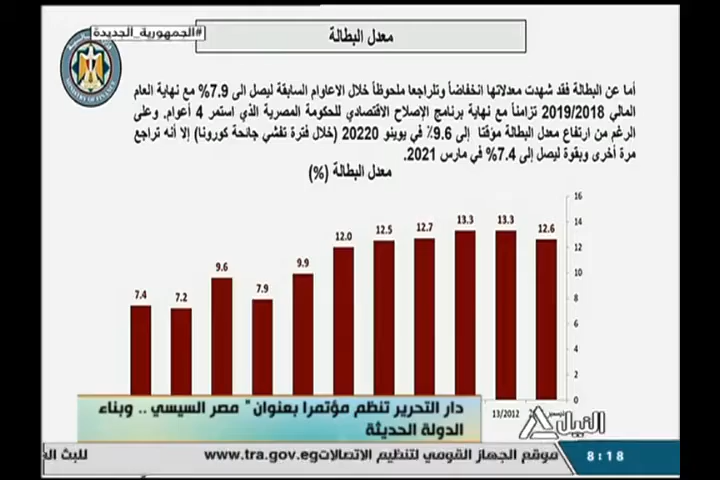 #الجمهورية_الجديدة
معدل البطالة
MINISTRY OF FINANCE
أما عن البطالة فقد شهدت معدلاتها انخفاضاً وتلراجعا ملحوظاً خلال الاعاوام السابقة ليصل الى 7.9% مع نهاية العام
المالي 2019/2018 تزامناً مع نهاية برنامج الإصلاح الاقتصادي للحكومة المصرية الذي استمر 4 أعوام. وعلى
الرغم من ارتفاع معدل البطالة مؤقتا إلى 9.6٪ في يوينو 20220 (خلال فترة تفشي جائحة كورونا) إلا أنه تراجع
مرة أخرى وبقوة ليصل إلى 7.4% في مارس 2021.
معدل البطالة (%)
16
14
12
10
8
6
4
2
0
7.4 7.2 9.6 7.9 9.9 12.0 12.5 12.7 13.3 13.3 12.6
13/2012
دار التحرير تنظم مؤتمرا بعنوان " مصر السيسي .. وبناء
الدولة الحديثة
النيل
8:18
موقع الجهاز القومي لتنظيم الاتصالات www.tra.gov.eg
للبث ال